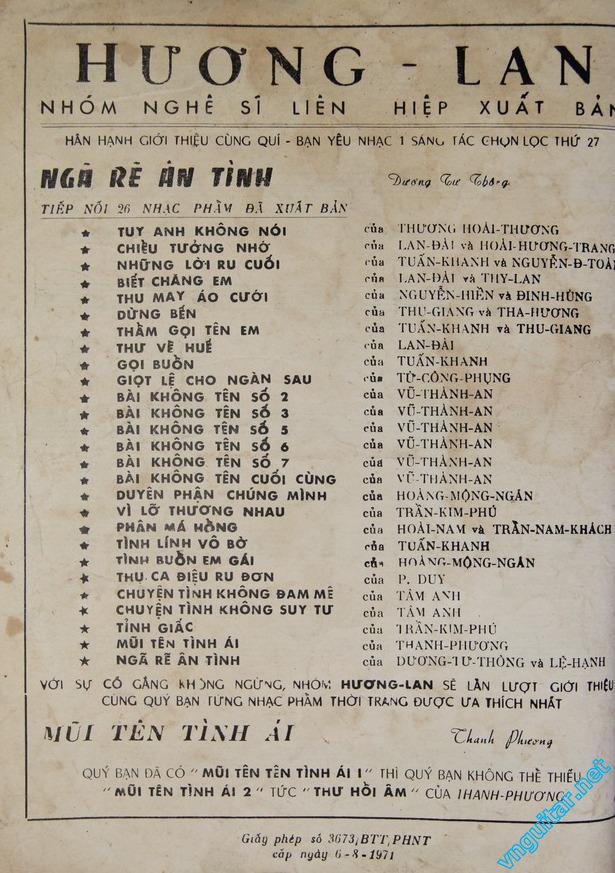 HƯƠNG - LAN
NHÓM NGHỆ SĨ LIÊN HIỆP XUẤT BẢN
HÂN HẠNH GIỚI THIỆU CÙNG QUÍ - BẠN YÊU NHẠC 1 SÁNG TÁC CHỌN LỌC THỨ 27
NGÃ RẼ ÂN TÌNH Dương Tư Thông
TIẾP NỐI 26 NHẠC PHẨM ĐÃ XUẤT BẢN
★ TUY ANH KHÔNG NÓI của THƯƠNG HOÀI-THƯƠNG
★ CHIỀU TƯỞNG NHỚ của LAN-ĐÀI và HOÀI-HƯƠNG-TRANG
★ NHỮNG LỜI RU CUỐI của TUẤN-KHANH và NGUYỄN-Đ-TOÀN
★ BIẾT CHĂNG EM của LAN-ĐÀI và THY-LAN
★ THU MAY ÁO CƯỚI của NGUYỄN-HIỀN và ĐINH-HÙNG
★ DỪNG BẾN của THU-GIANG và THA-HƯƠNG
★ THẦM GỌI TÊN EM của TUẤN-KHANH và THU-GIANG
★ THƯ VỀ HUẾ của LAN-ĐÀI
★ GỌI BUỒN của TUẤN-KHANH
★ GIỌT LỆ CHO NGÀN SAU của TỪ-CÔNG-PHỤNG
★ BÀI KHÔNG TÊN SỐ 2 của VŨ-THÀNH-AN
★ BÀI KHÔNG TÊN SỐ 3 của VŨ-THÀNH-AN
★ BÀI KHÔNG TÊN SỐ 5 của VŨ-THÀNH-AN
★ BÀI KHÔNG TÊN SỐ 6 của VŨ-THÀNH-AN
★ BÀI KHÔNG TÊN SỐ 7 của VŨ-THÀNH-AN
★ BÀI KHÔNG TÊN CUỐI CÙNG của VŨ-THÀNH-AN
★ DUYÊN PHẬN CHÚNG MÌNH của HOÀNG-MỘNG-NGÂN
★ VÌ LỠ THƯƠNG NHAU của TRẦN-KIM-PHÚ
★ PHẬN MÁ HỒNG của HOÀI-NAM và TRẦN-NAM-KHÁCH
★ TÌNH LÍNH VÔ BỜ của TUẤN-KHANH
★ TÌNH BUỒN EM GÁI của HOÀNG-MỘNG-NGÂN
★ THU CA ĐIỆU RU ĐƠN của P. DUY
★ CHUYỆN TÌNH KHÔNG ĐAM MÊ của TÂM ANH
★ CHUYỆN TÌNH KHÔNG SUY TƯ của TÂM ANH
★ TỈNH GIẤC của TRẦN-KIM-PHÚ
★ MŨI TÊN TÌNH ÁI của THANH-PHƯƠNG
★ NGÃ RẼ ÂN TÌNH của DƯƠNG-TƯ-THÔNG và LỆ-HẠNH
VỚI SỰ CỐ GẮNG KHÔNG NGỪNG, NHÓM HƯƠNG-LAN SẼ LẦN LƯỢT GIỚI THIỆU
CÙNG QUÝ BẠN TỪNG NHẠC PHẨM THỜI TRANG ĐƯỢC ƯA THÍCH NHẤT
MŨI TÊN TÌNH ÁI Thanh Phương
QUÝ BẠN ĐÃ CÓ "MŨI TÊN TÊN TÌNH ÁI 1" THÌ QUÝ BẠN KHÔNG THỂ THIẾU
"MŨI TÊN TÌNH ÁI 2" TỨC "THƯ HỒI ÂM" CỦA THANH-PHƯƠNG
Giấy phép số 3673/BTT/PHNT
cấp ngày 6-8-1971
vnguitar.net